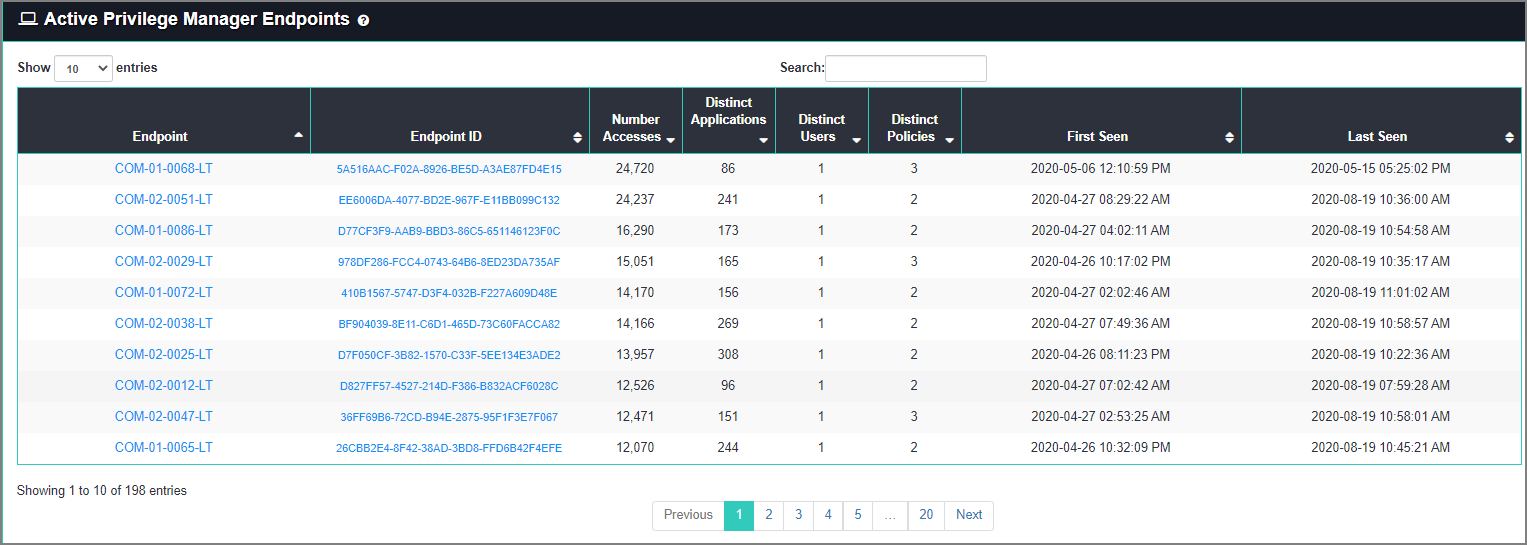 Active Privilege Manager Endpoints ?
Show 10 entries Search:
Endpoint Endpoint ID Number Accesses Distinct Applications Distinct Users Distinct Policies First Seen Last Seen
COM-01-0068-LT 5A516AAC-F02A-8926-BE5D-A3AE87FD4E15 24,720 86 1 3 2020-05-06 12:10:59 PM 2020-05-15 05:25:02 PM
COM-02-0051-LT EE6006DA-4077-BD2E-967F-E11BB099C132 24,237 241 1 2 2020-04-27 08:29:22 AM 2020-08-19 10:36:00 AM
COM-01-0086-LT D77CF3F9-AAB9-BBD3-86C5-651146123F0C 16,290 173 1 2 2020-04-27 04:02:11 AM 2020-08-19 10:54:58 AM
COM-02-0029-LT 978DF286-FCC4-0743-64B6-8ED23DA735AF 15,051 165 1 3 2020-04-26 10:17:02 PM 2020-08-19 10:35:17 AM
COM-01-0072-LT 410B1567-5747-D3F4-032B-F227A609D48E 14,170 156 1 2 2020-04-27 02:02:46 AM 2020-08-19 11:01:02 AM
COM-02-0038-LT BF904039-8E11-C6D1-465D-73C60FACCA82 14,166 269 1 2 2020-04-27 07:49:36 AM 2020-08-19 10:58:57 AM
COM-02-0025-LT D7F050CF-3B82-1570-C33F-5EE134E3ADE2 13,957 308 1 2 2020-04-26 08:11:23 PM 2020-08-19 10:22:36 AM
COM-02-0012-LT D827FF57-4527-214D-F386-B832ACF6028C 12,526 96 1 2 2020-04-27 07:02:42 AM 2020-08-19 07:59:28 AM
COM-02-0047-LT 36FF69B6-72CD-B94E-2875-95F1F3E7F067 12,471 151 1 3 2020-04-27 02:53:25 AM 2020-08-19 10:58:01 AM
COM-01-0065-LT 26CBB2E4-8F42-38AD-3BD8-FFD6B42F4EFE 12,070 244 1 2 2020-04-26 10:32:09 PM 2020-08-19 10:45:21 AM
Showing 1 to 10 of 198 entries
Previous 1 2 3 4 5 ... 20 Next